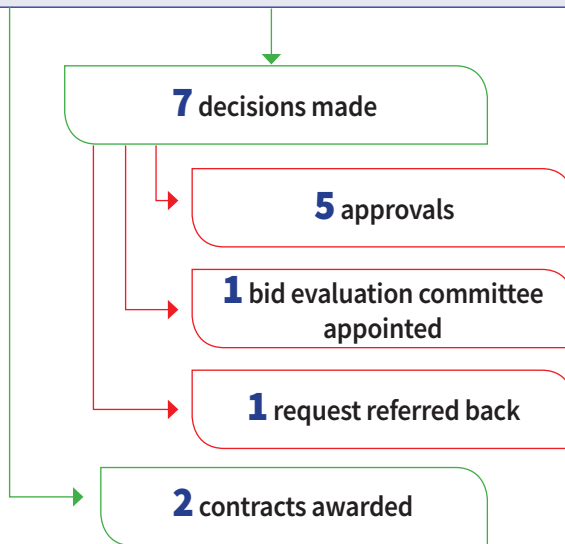 7 decisions made
5 approvals
1 bid evaluation committee
appointed
1 request referred back
2 contracts awarded